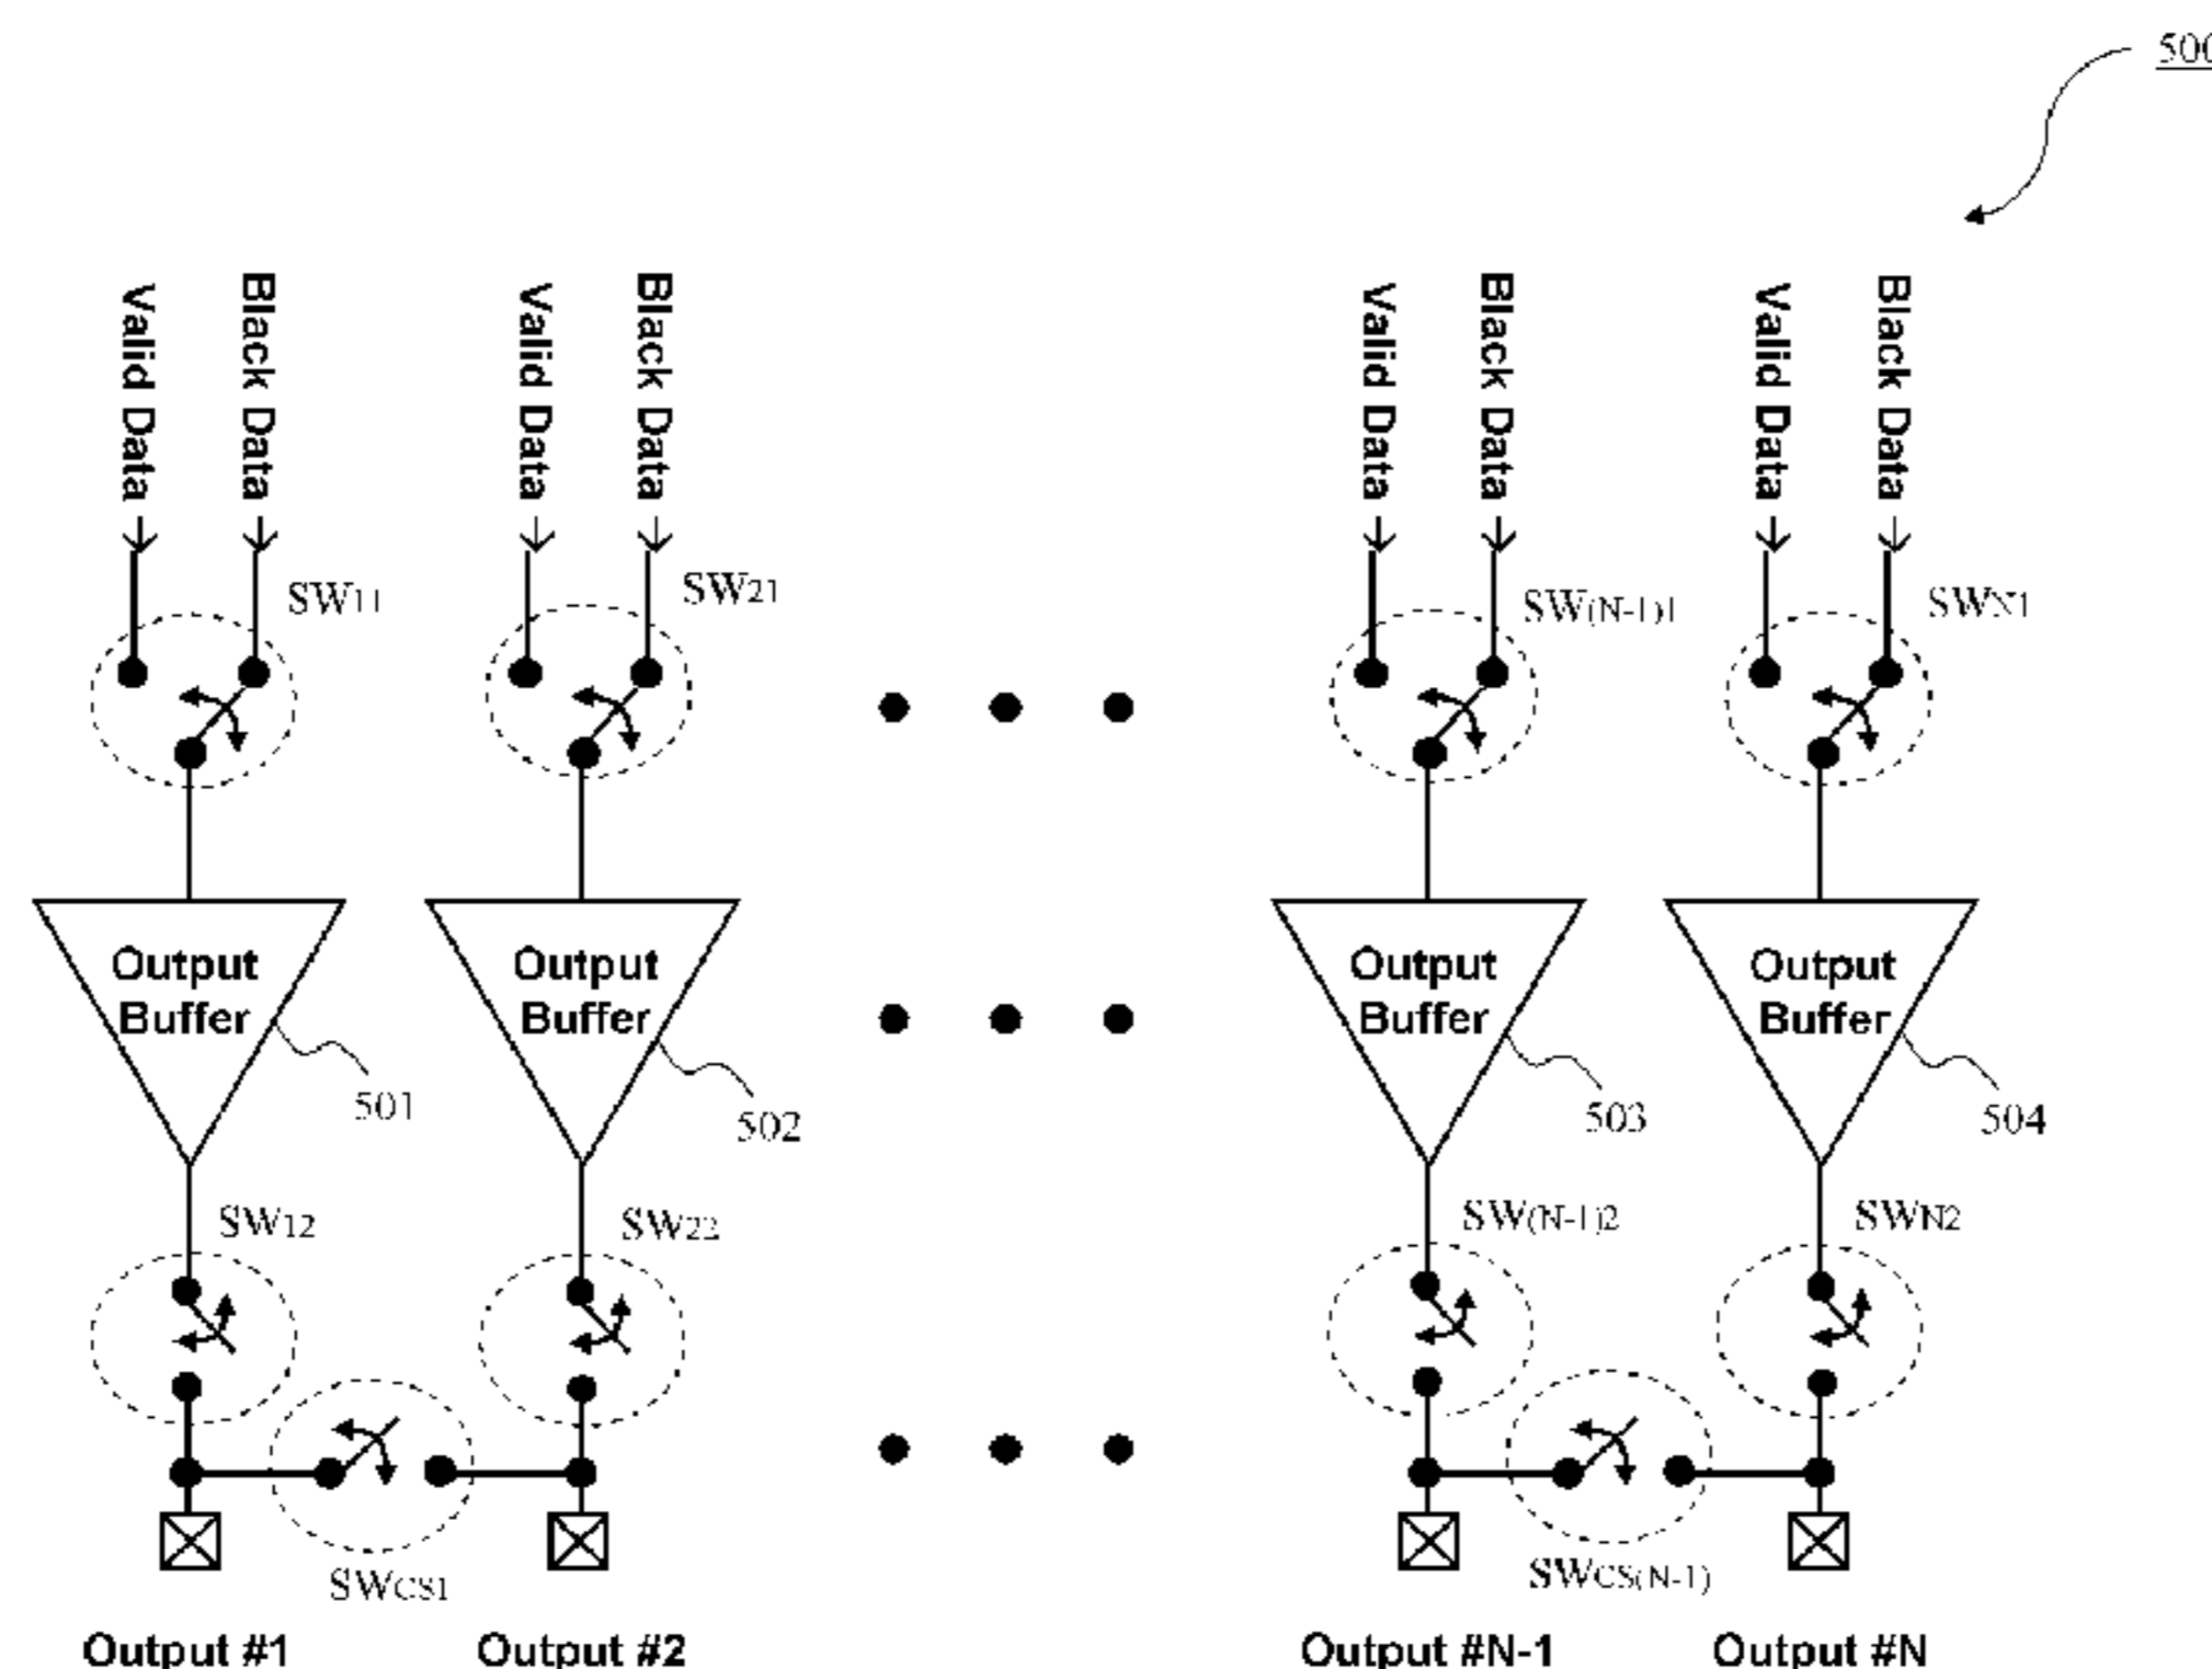 500
Valid Data
Black Data
Valid Data
Black Data
Valid Data
Black Data
Valid Data
Black Data
SW11
SW21
SW(N-1)1
SWN1
Output
Buffer
Output
Buffer
Output
Buffer
Output
Buffer
501
502
503
504
SW12
SW22
SW(N-1)2
SWN2
SWCS1
SWCS(N-1)
Output #1
Output #2
Output #N-1
Output #N